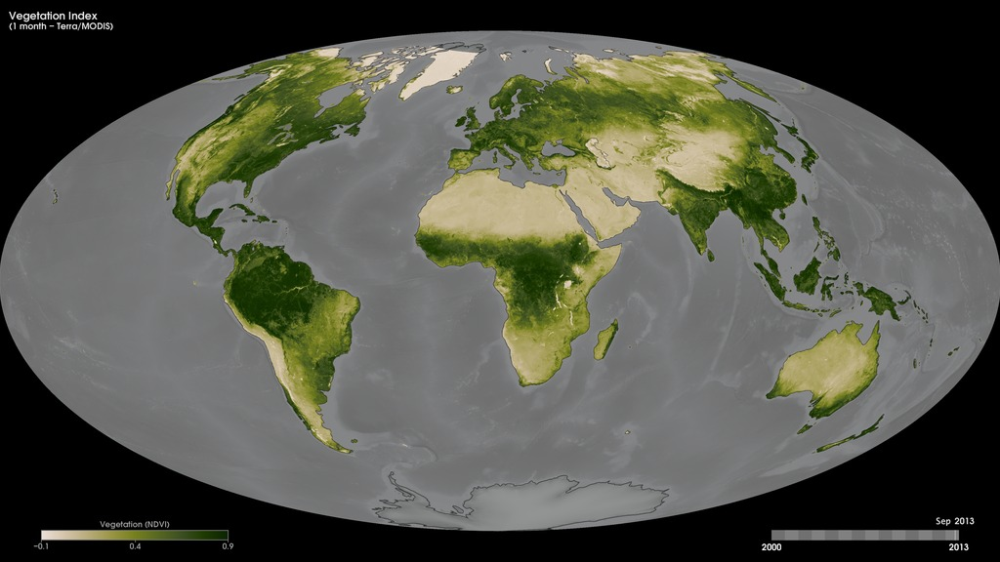 Vegetation Index
(1 month – Terra/MODIS)
Vegetation (NDVI)
−0.1 0.4 0.9
Sep 2013
2000 2013